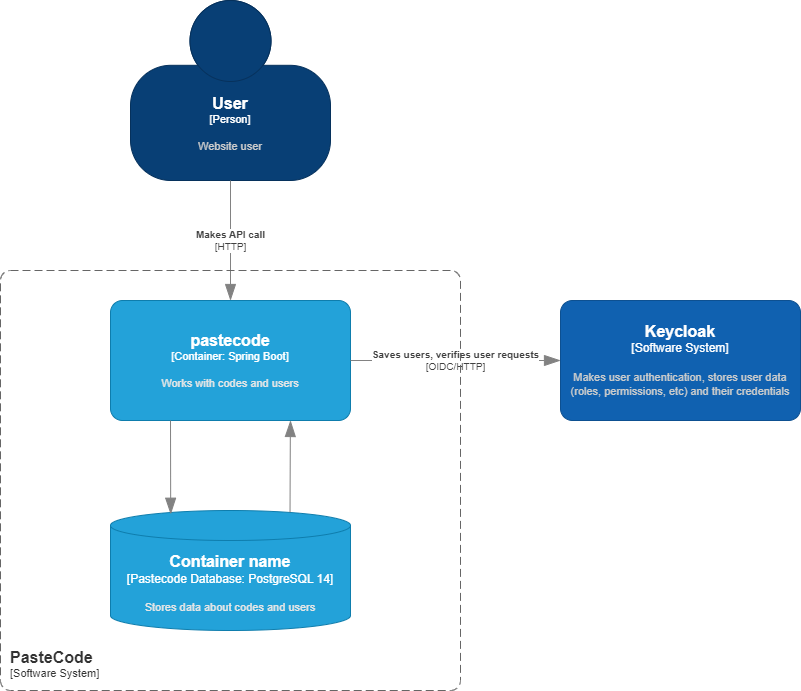 User
[Person]
Website user
Makes API call
[HTTP]
pastecode
[Container: Spring Boot]
Works with codes and users
Saves users, verifies user requests
[OIDC/HTTP]
Keycloak
[Software System]
Makes user authentication, stores user data
(roles, permissions, etc) and their credentials
Container name
[Pastecode Database: PostgreSQL 14]
Stores data about codes and users
PasteCode
[Software System]